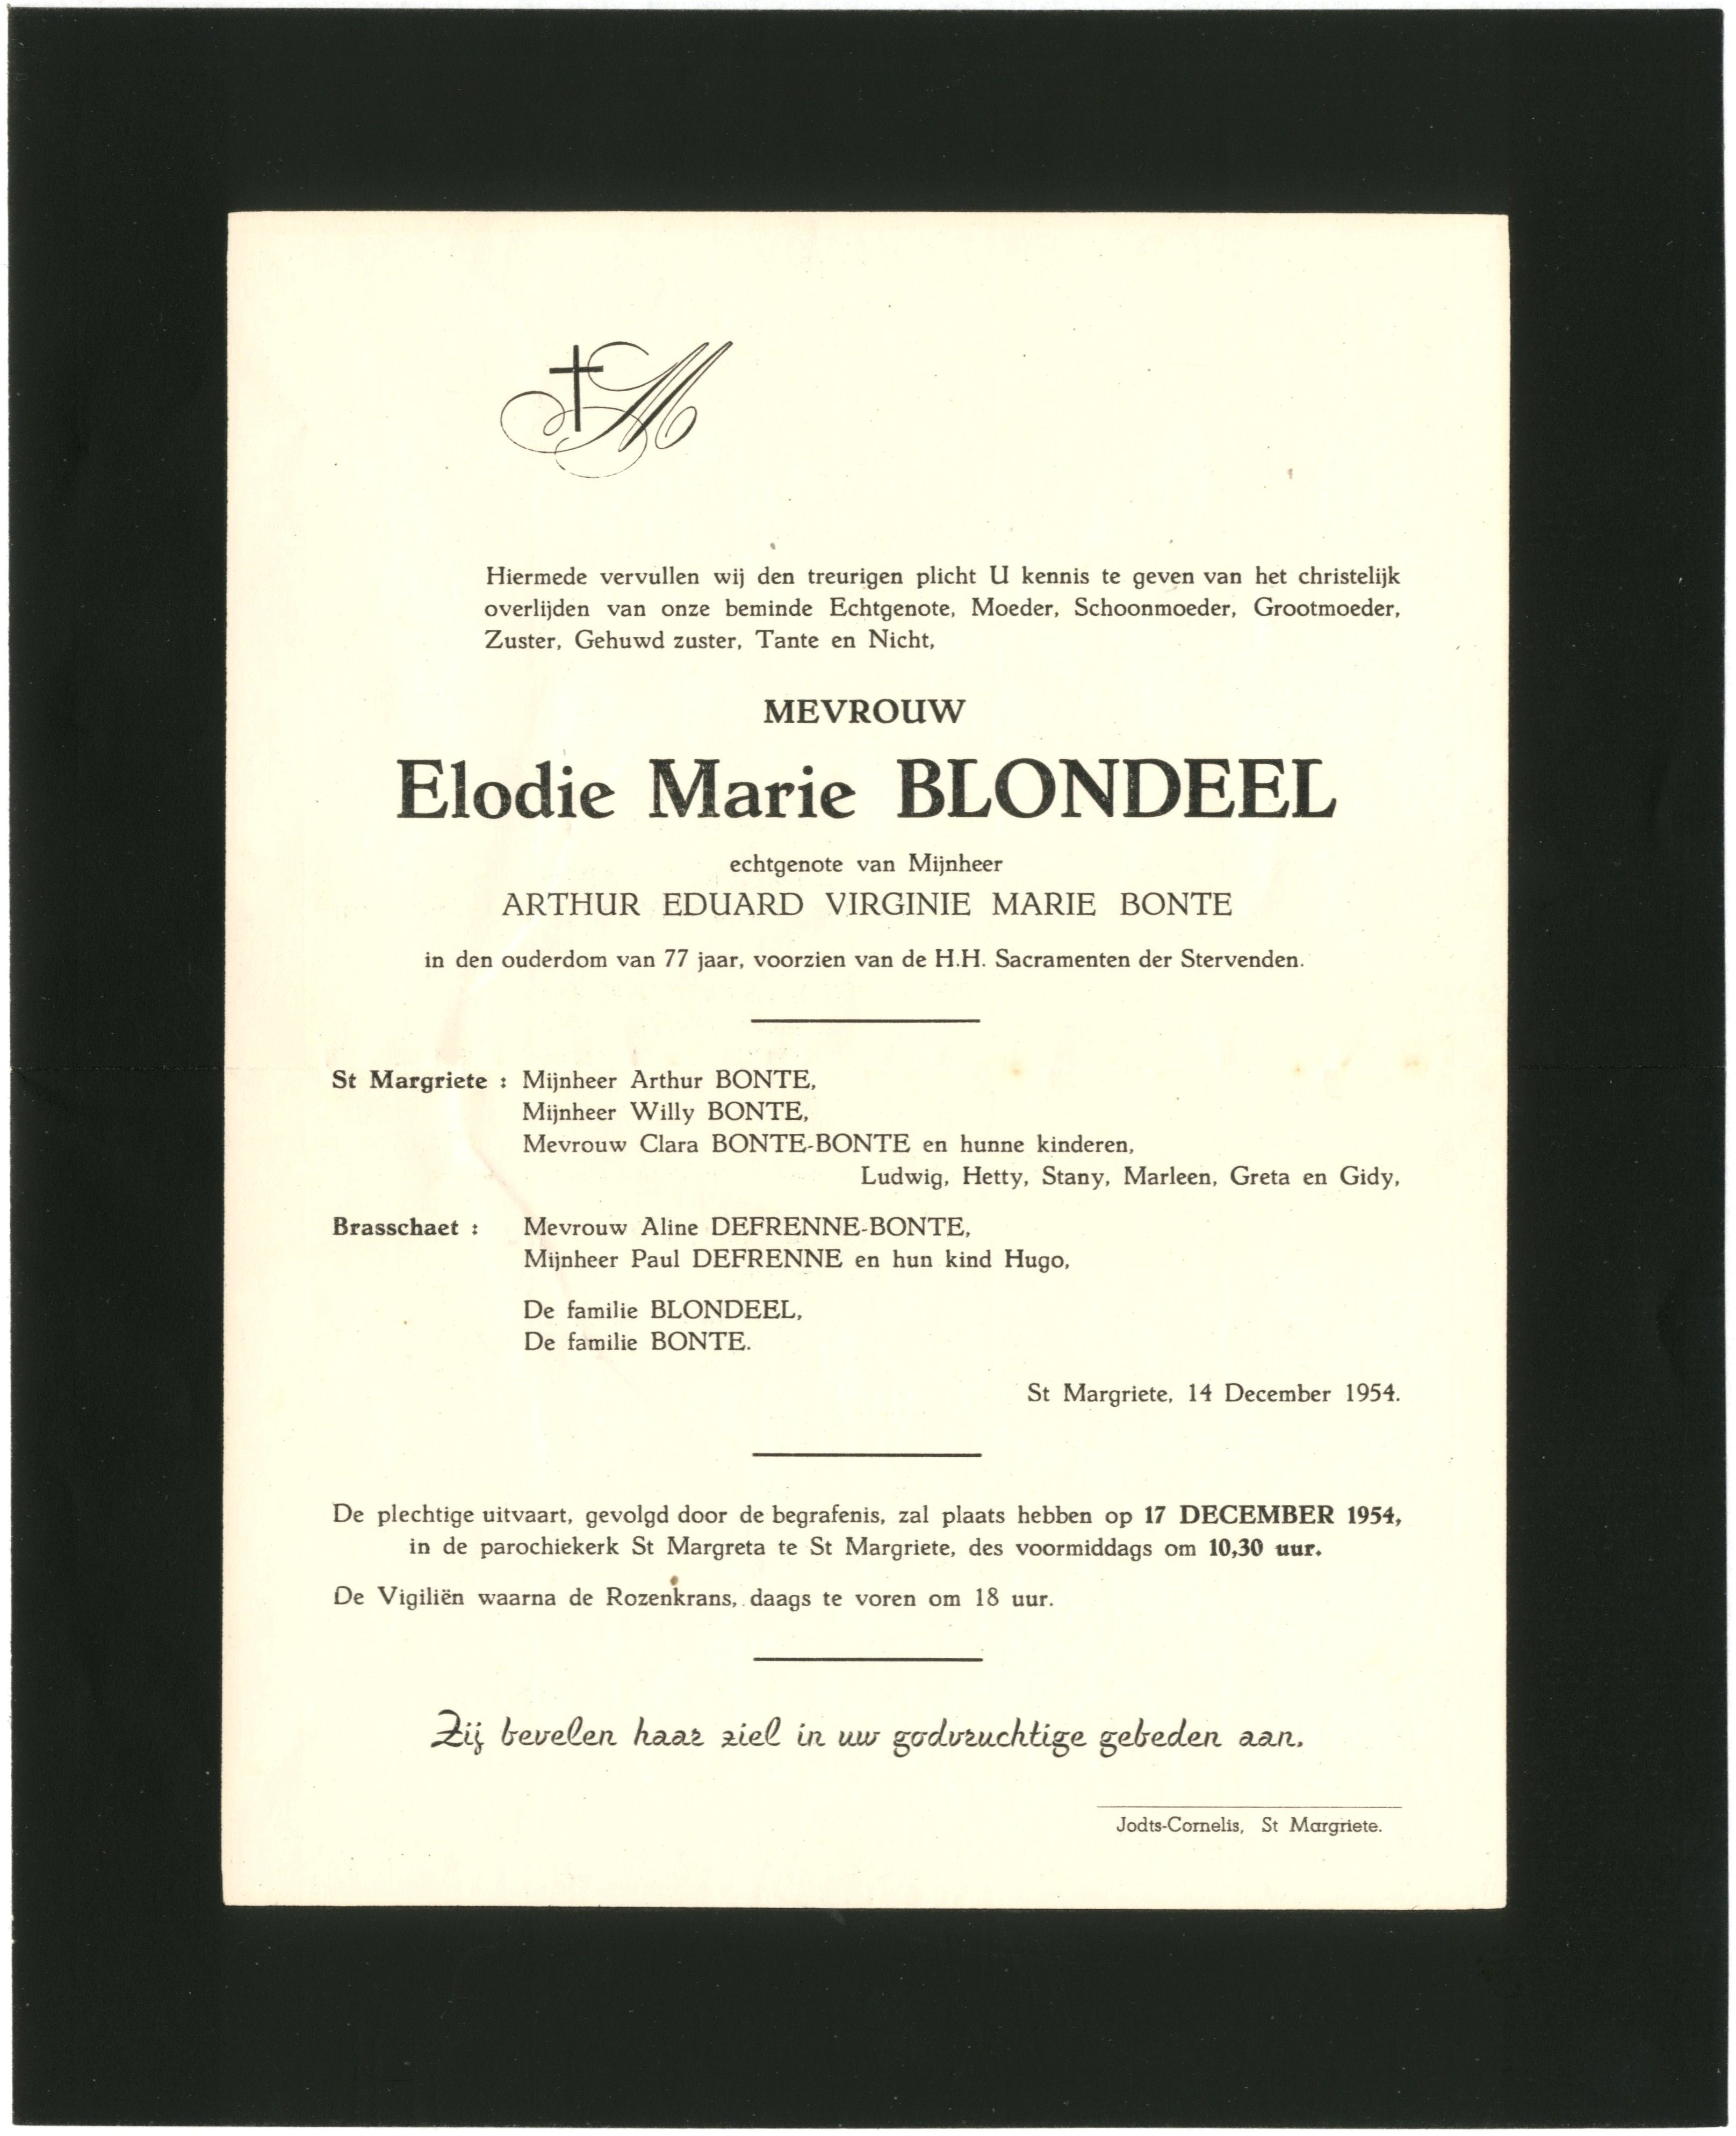 M
Hiermede vervullen wij den treurigen plicht U kennis te geven van het christelijk
overlijden van onze beminde Echtgenote, Moeder, Schoonmoeder, Grootmoeder,
Zuster, Gehuwd zuster, Tante en Nicht,
MEVROUW
Elodie Marie BLONDEEL
echtgenote van Mijnheer
ARTHUR EDUARD VIRGINIE MARIE BONTE
in den ouderdom van 77 jaar, voorzien van de H.H. Sacramenten der Stervenden.
St Margriete : Mijnheer Arthur BONTE,
Mijnheer Willy BONTE,
Mevrouw Clara BONTE-BONTE en hunne kinderen,
Ludwig, Hetty, Stany, Marleen, Greta en Gidy,
Brasschaet : Mevrouw Aline DEFRENNE-BONTE,
Mijnheer Paul DEFRENNE en hun kind Hugo,
De familie BLONDEEL,
De familie BONTE.
St Margriete, 14 December 1954.
De plechtige uitvaart, gevolgd door de begrafenis, zal plaats hebben op 17 DECEMBER 1954,
in de parochiekerk St Margreta te St Margriete, des voormiddags om 10,30 uur.
De Vigiliën waarna de Rozenkrans, daags te voren om 18 uur.
Zij bevelen haar ziel in uw godvruchtige gebeden aan.
Jodts-Cornelis, St Margriete.